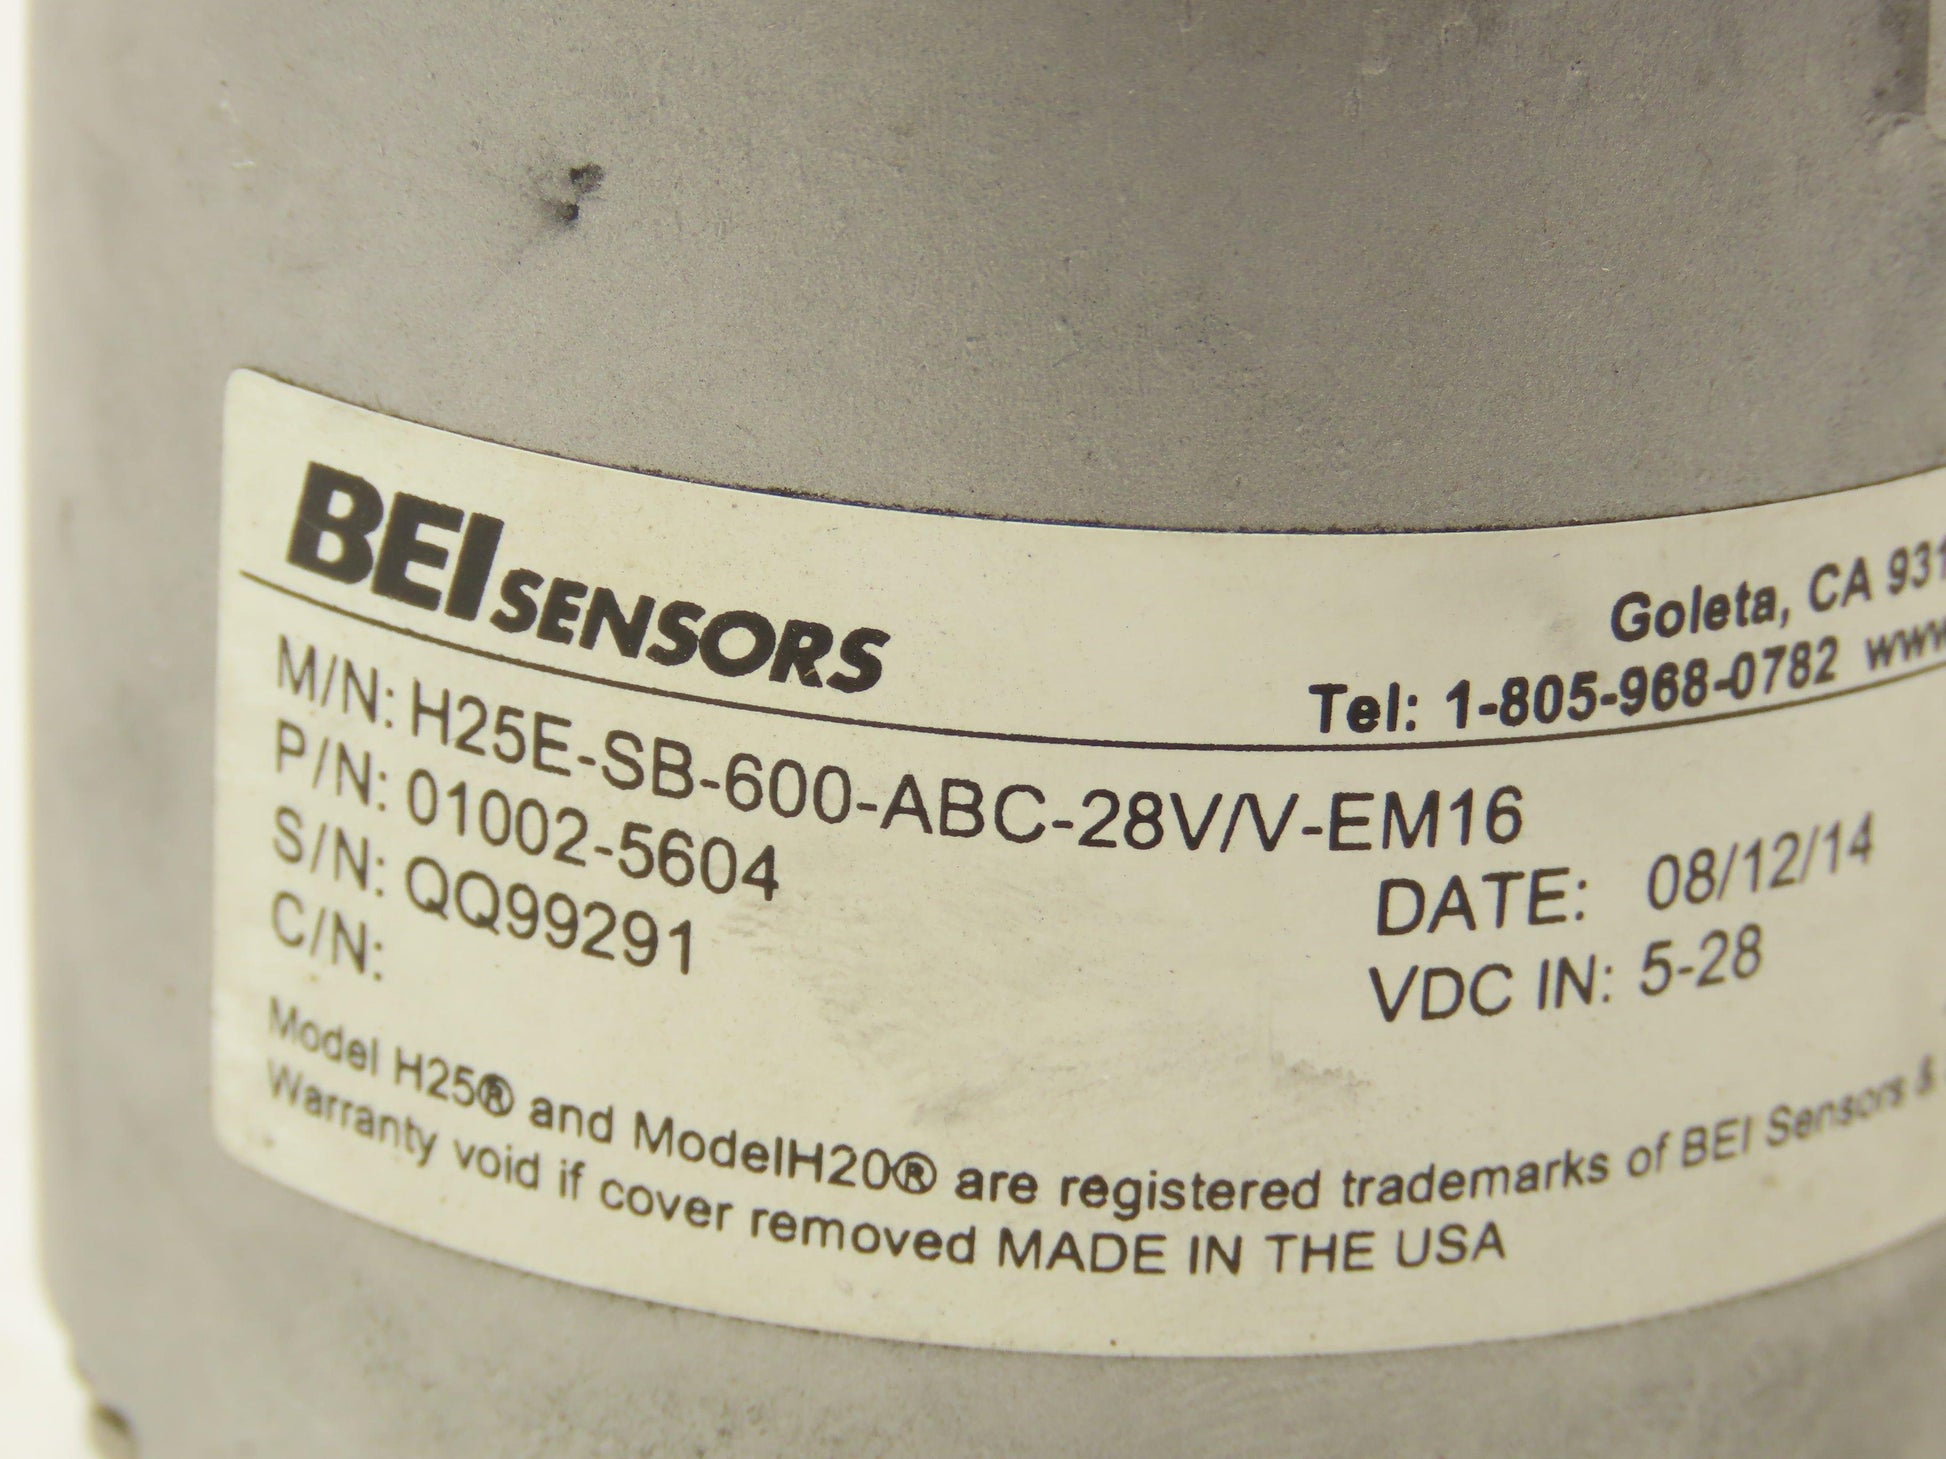 BEI SENSORS
Goleta, CA 931
Tel: 1-805-968-0782 www
M/N: H25E-SB-600-ABC-28V/V-EM16
P/N: 01002-5604
S/N: QQ99291
DATE: 08/12/14
C/N:
VDC IN: 5-28
Model H25® and ModelH20® are registered trademarks of BEI Sensors &
Warranty void if cover removed MADE IN THE USA